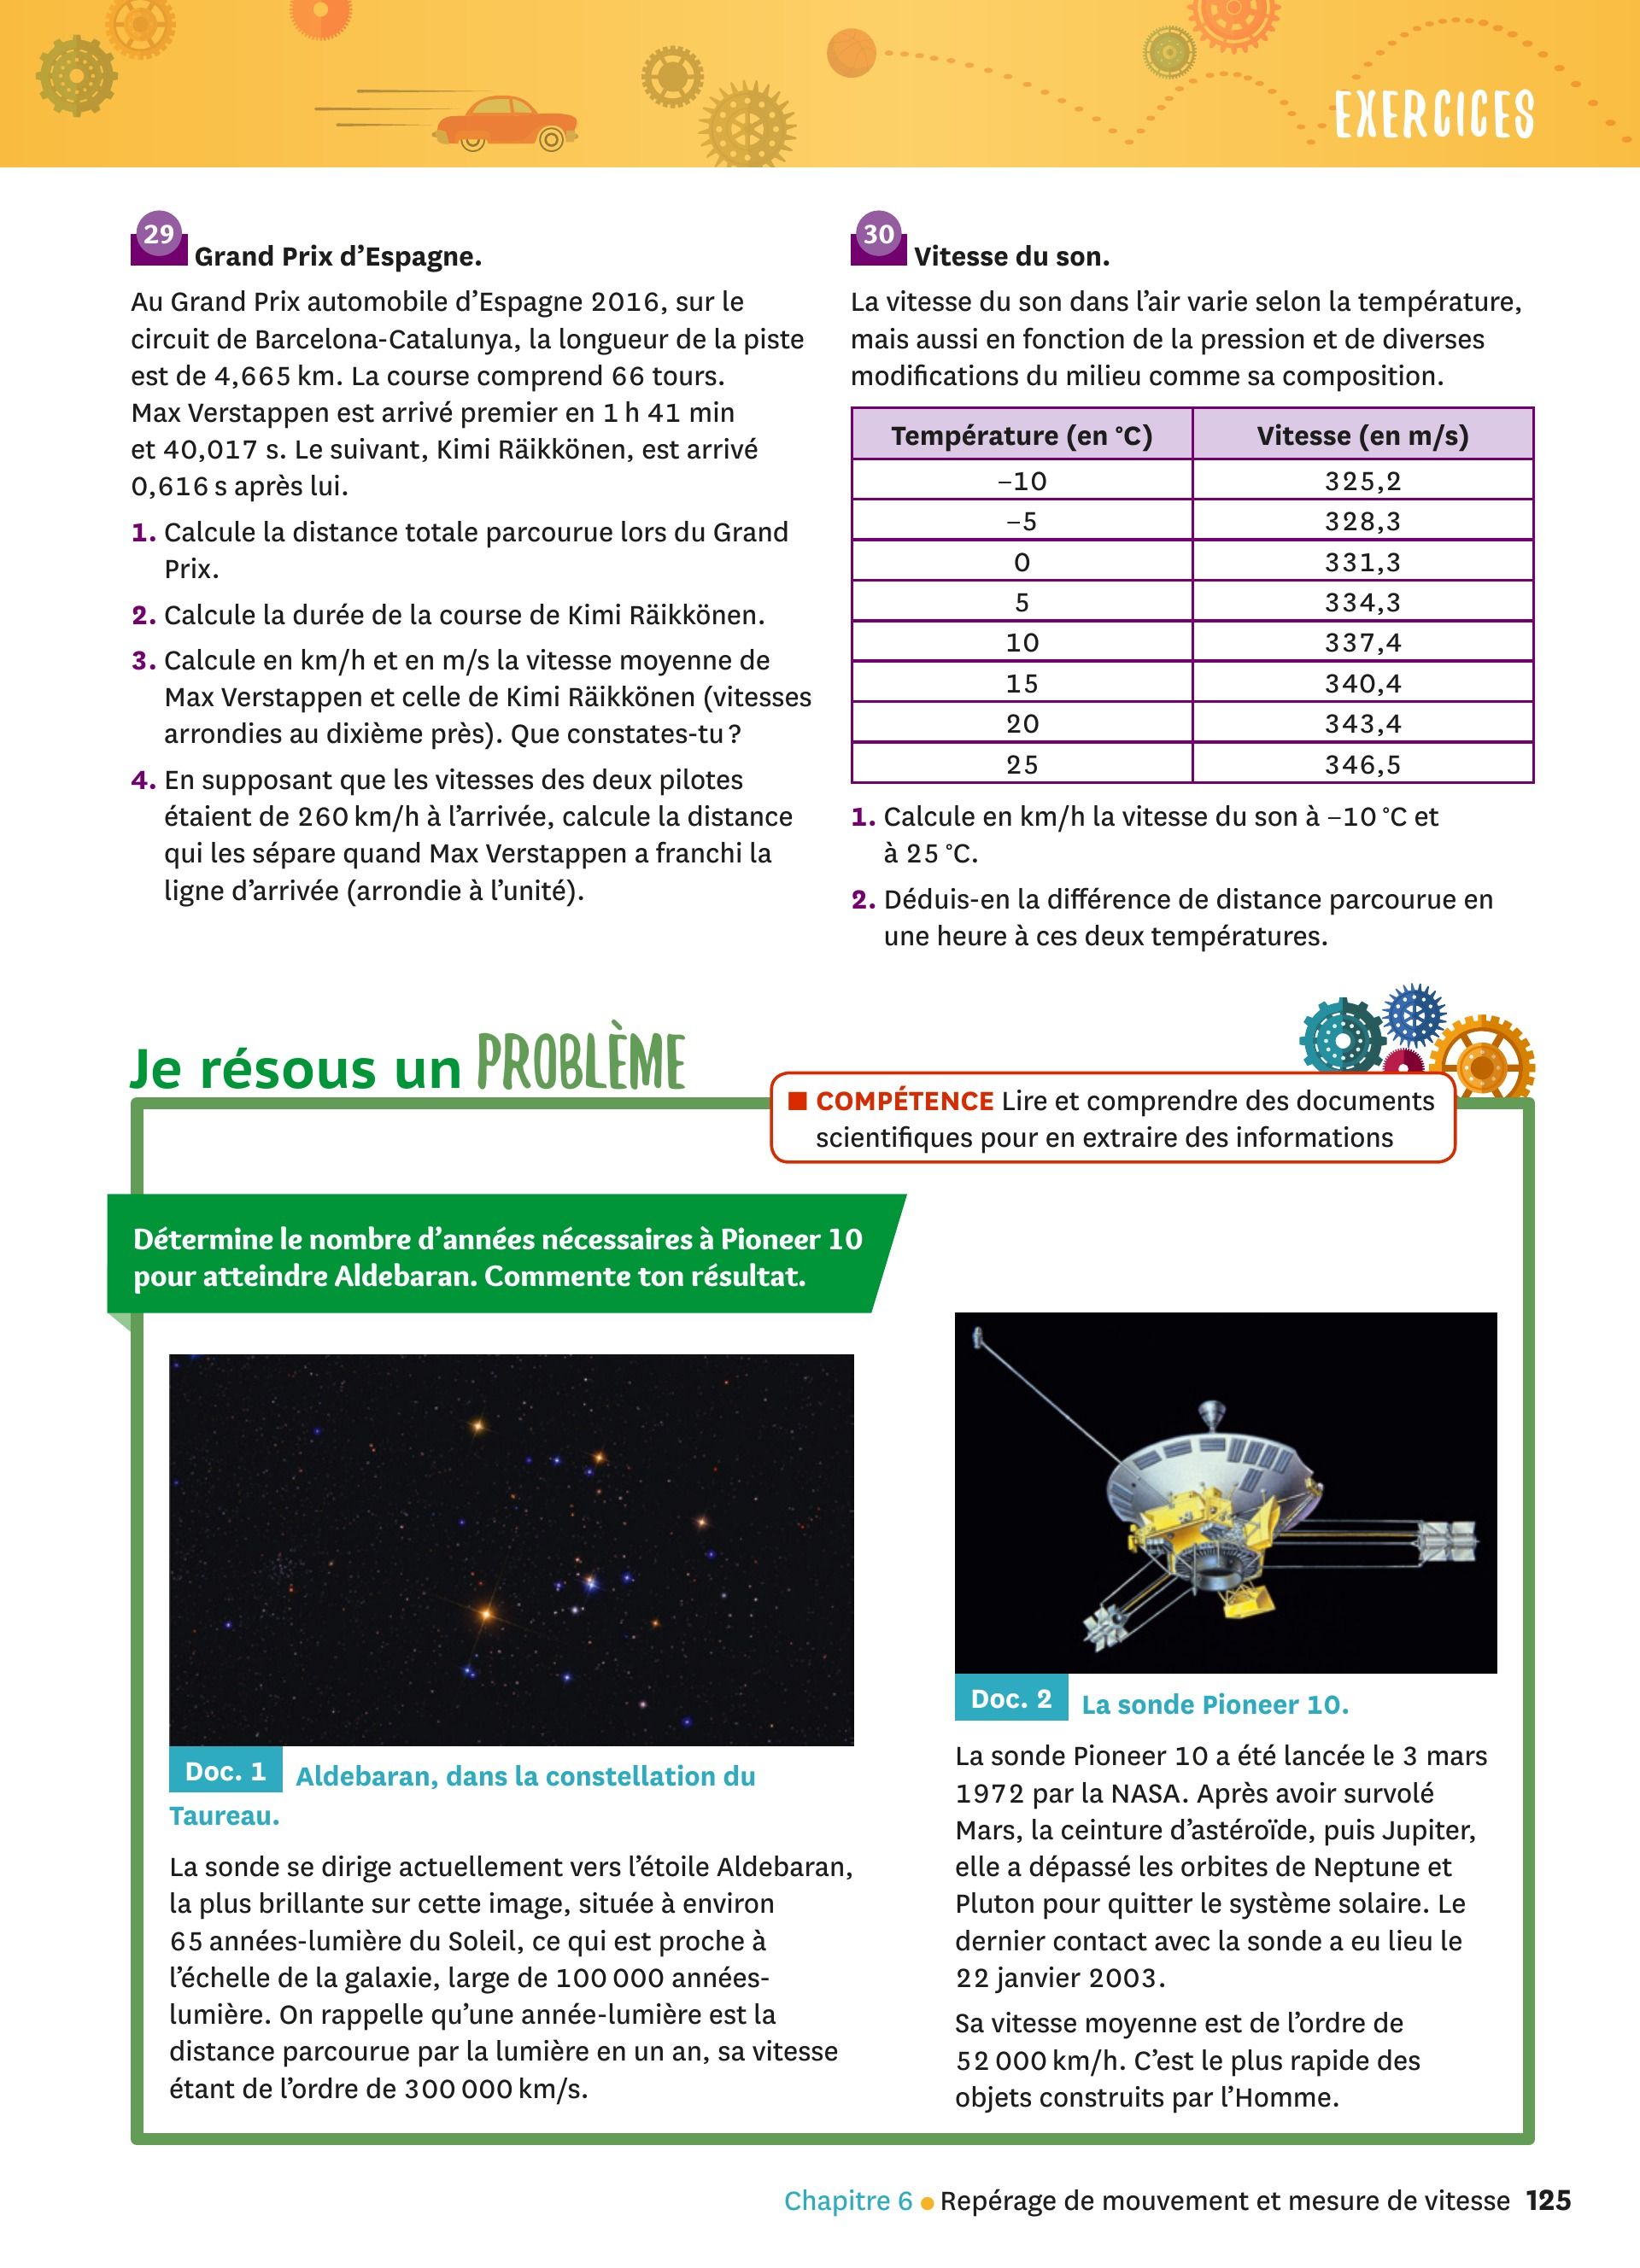 EXERCICES
29 Grand Prix d’Espagne.
Au Grand Prix automobile d’Espagne 2016, sur le
circuit de Barcelona-Catalunya, la longueur de la piste
est de 4,665 km. La course comprend 66 tours.
Max Verstappen est arrivé premier en 1 h 41 min
et 40,017 s. Le suivant, Kimi Räikkönen, est arrivé
0,616 s après lui.
1. Calcule la distance totale parcourue lors du Grand
Prix.
2. Calcule la durée de la course de Kimi Räikkönen.
3. Calcule en km/h et en m/s la vitesse moyenne de
Max Verstappen et celle de Kimi Räikkönen (vitesses
arrondies au dixième près). Que constates-tu ?
4. En supposant que les vitesses des deux pilotes
étaient de 260 km/h à l’arrivée, calcule la distance
qui les sépare quand Max Verstappen a franchi la
ligne d’arrivée (arrondie à l’unité).
30 Vitesse du son.
La vitesse du son dans l’air varie selon la température,
mais aussi en fonction de la pression et de diverses
modifications du milieu comme sa composition.
Température (en °C) Vitesse (en m/s)
–10 325,2
–5 328,3
0 331,3
5 334,3
10 337,4
15 340,4
20 343,4
25 346,5
1. Calcule en km/h la vitesse du son à –10 °C et
à 25 °C.
2. Déduis-en la différence de distance parcourue en
une heure à ces deux températures.
Je résous un PROBLÈME
■ COMPÉTENCE Lire et comprendre des documents
scientifiques pour en extraire des informations
Détermine le nombre d’années nécessaires à Pioneer 10
pour atteindre Aldebaran. Commente ton résultat.
Doc. 1 Aldebaran, dans la constellation du
Taureau.
La sonde se dirige actuellement vers l’étoile Aldebaran,
la plus brillante sur cette image, située à environ
65 années-lumière du Soleil, ce qui est proche à
l’échelle de la galaxie, large de 100 000 années-
lumière. On rappelle qu’une année-lumière est la
distance parcourue par la lumière en un an, sa vitesse
étant de l’ordre de 300 000 km/s.
Doc. 2 La sonde Pioneer 10.
La sonde Pioneer 10 a été lancée le 3 mars
1972 par la NASA. Après avoir survolé
Mars, la ceinture d’astéroïde, puis Jupiter,
elle a dépassé les orbites de Neptune et
Pluton pour quitter le système solaire. Le
dernier contact avec la sonde a eu lieu le
22 janvier 2003.
Sa vitesse moyenne est de l’ordre de
52 000 km/h. C’est le plus rapide des
objets construits par l’Homme.
Chapitre 6 ● Repérage de mouvement et mesure de vitesse 125